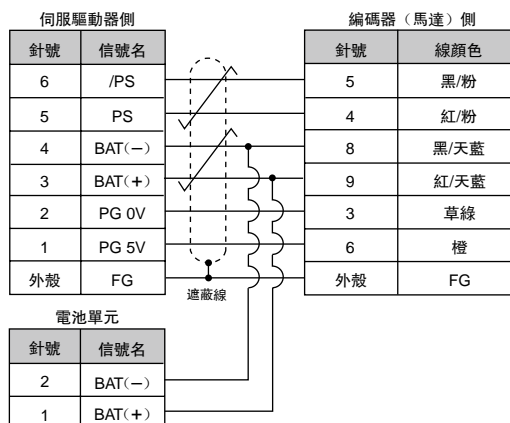 伺服驅動器側 編碼器（馬達）側
針號 信號名 針號 線顏色
6 /PS 5 黑/粉
5 PS 4 紅/粉
4 BAT(－) 8 黑/天藍
3 BAT(+) 9 紅/天藍
2 PG 0V 3 草綠
1 PG 5V 6 橙
外殼 FG 外殼 FG
遮蔽線
電池單元
針號 信號名
2 BAT(－)
1 BAT(+)